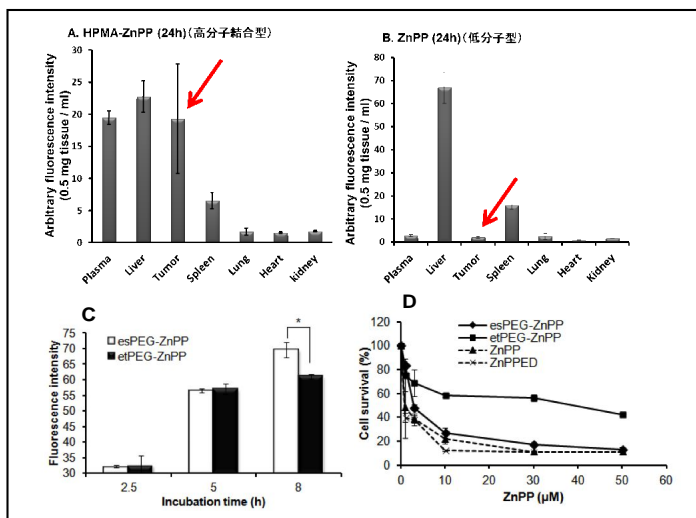 A. HPMA-ZnPP (24h)(高分子結合型)
Arbitrary fluorescence intensity
(0.5 mg tissue / ml)
30
25
20
15
10
5
0
Plasma
Liver
Tumor
Spleen
Lung
Heart
kidney
B. ZnPP (24h)(低分子型)
Arbitrary fluorescence intensity
(0.5 mg tissue / ml)
80
70
60
50
40
30
20
10
0
Plasma
Liver
Tumor
Spleen
Lung
Heart
Kidney
C
esPEG-ZnPP
etPEG-ZnPP
*
Fluorescence intensity
70
65
60
55
50
45
40
35
30
2.5
5
8
Incubation time (h)
D
esPEG-ZnPP
etPEG-ZnPP
ZnPP
ZnPPED
Cell survival (%)
120
100
80
60
40
20
0
0
10
20
30
40
50
60
ZnPP (µM)